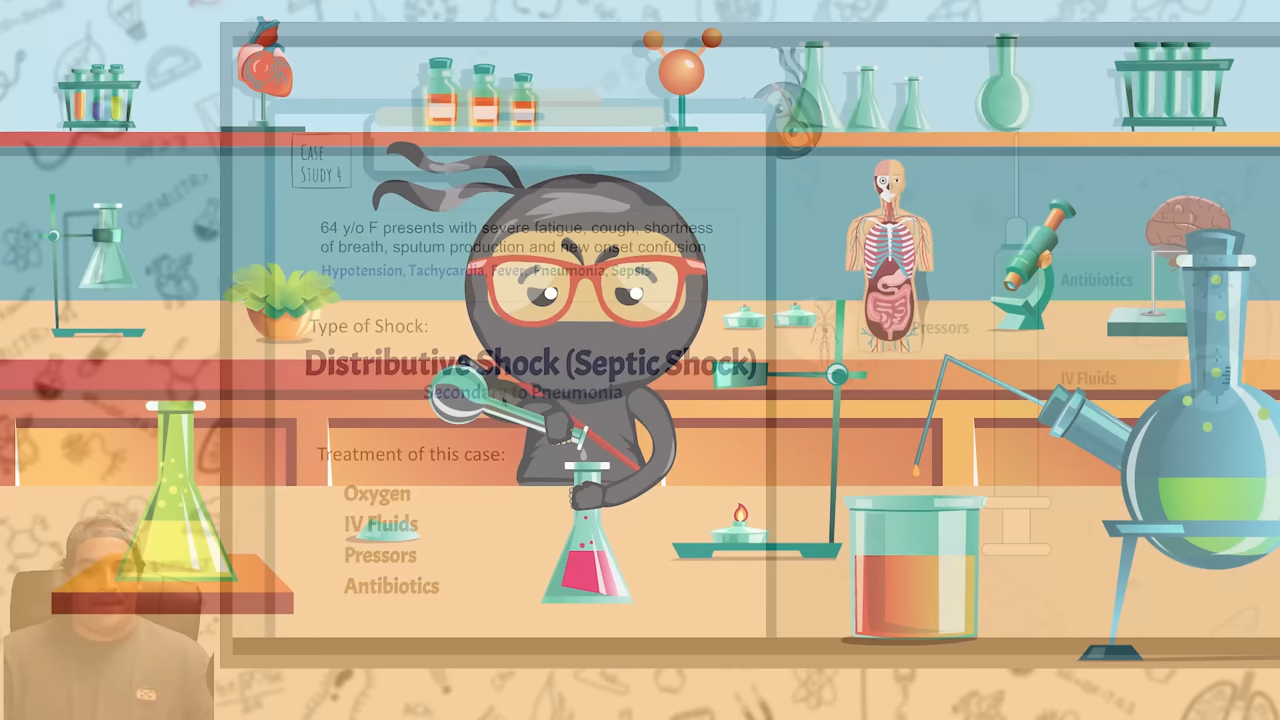 CASE
STUDY 4
64 y/o F presents with severe fatigue, cough, shortness
of breath, sputum production and new onset confusion
Hypotension, Tachycardia, Fever, Pneumonia, Sepsis
Type of Shock:
Distributive Shock (Septic Shock)
Secondary to Pneumonia
Treatment of this case:
Oxygen
IV Fluids
Pressors
Antibiotics
Antibiotics
Pressors
IV Fluids